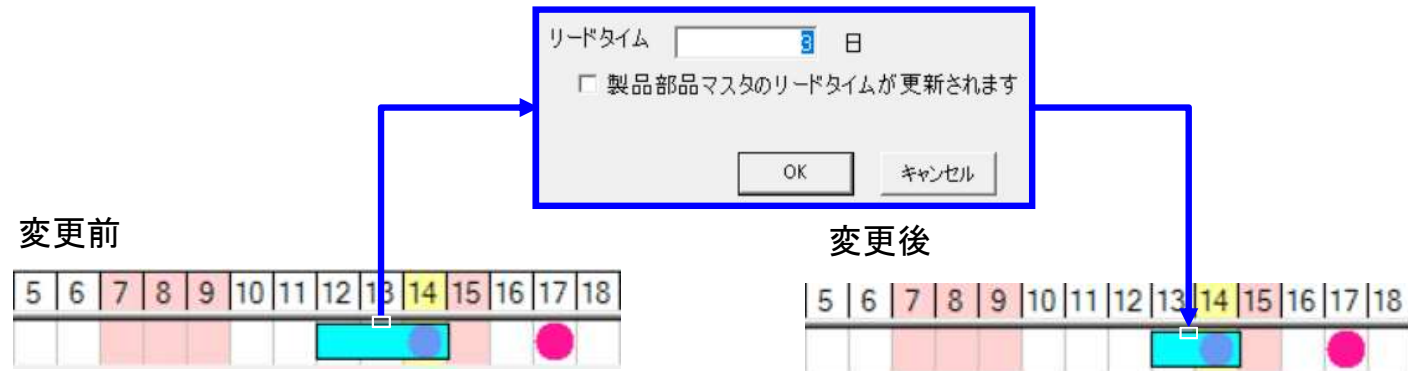 リードタイム 3 日
製品部品マスタのリードタイムが更新されます
OK キャンセル
変更前
変更後
5 6 7 8 9 10 11 12 13 14 15 16 17 18
5 6 7 8 9 10 11 12 13 14 15 16 17 18